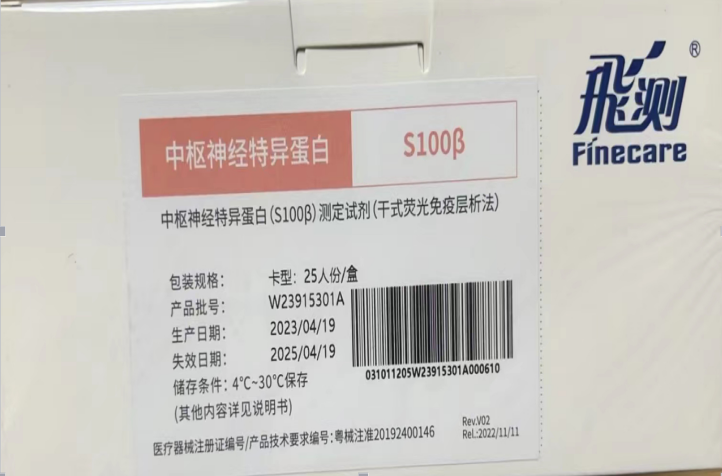 飛测®
Finecare
中枢神经特异蛋白 S100β
中枢神经特异蛋白(S100β)测定试剂(干式荧光免疫层析法)
包装规格: 卡型: 25人份/盒
产品批号: W23915301A
生产日期: 2023/04/19
失效日期: 2025/04/19
031011205W23915301A000610
储存条件: 4℃~30℃保存
(其他内容详见说明书)
医疗器械注册证编号/产品技术要求编号: 粤械注准20192400146
Rev.V02
Rel.:2022/11/11